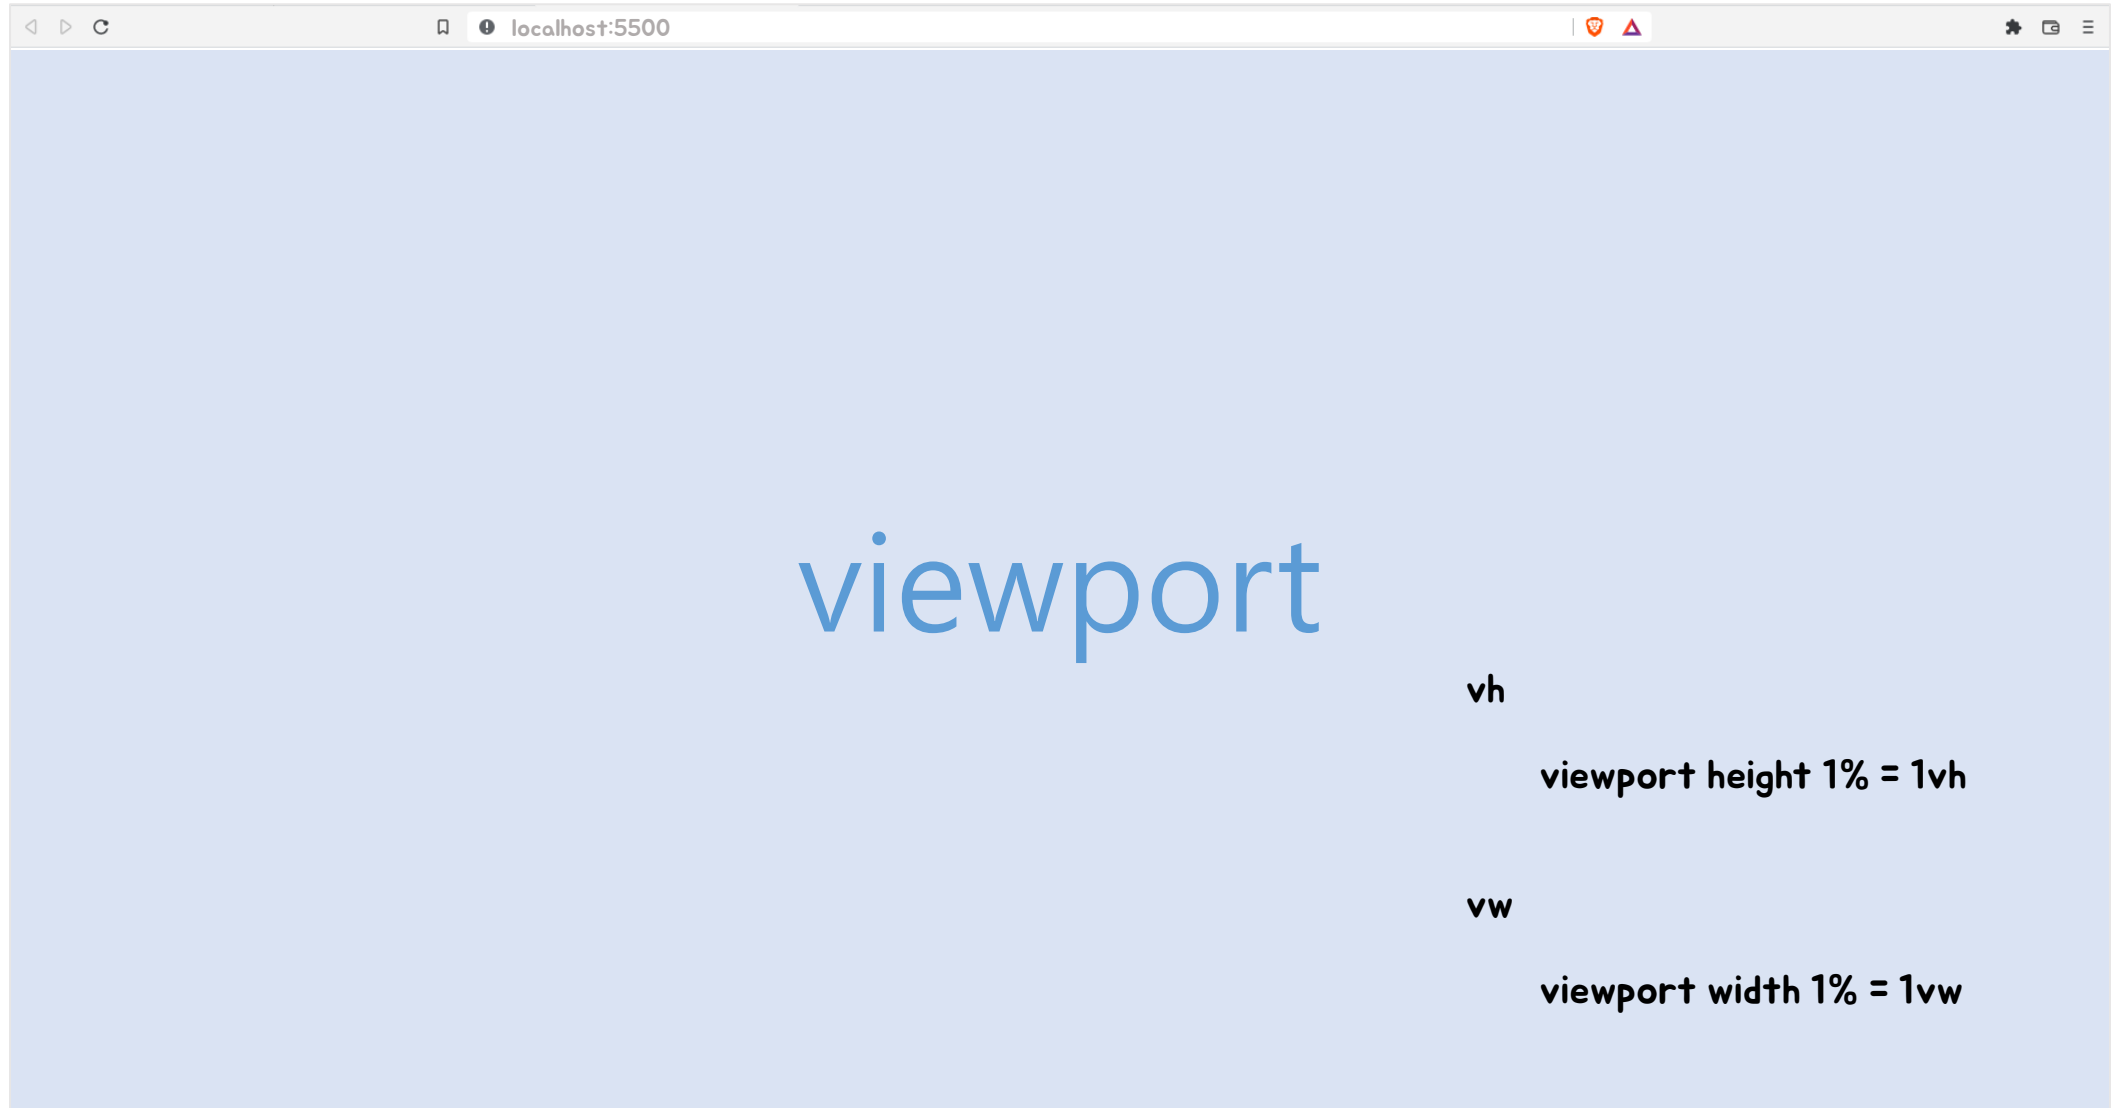 localhost:5500
viewport
vh
viewport height 1% = 1vh
vw
viewport width 1% = 1vw